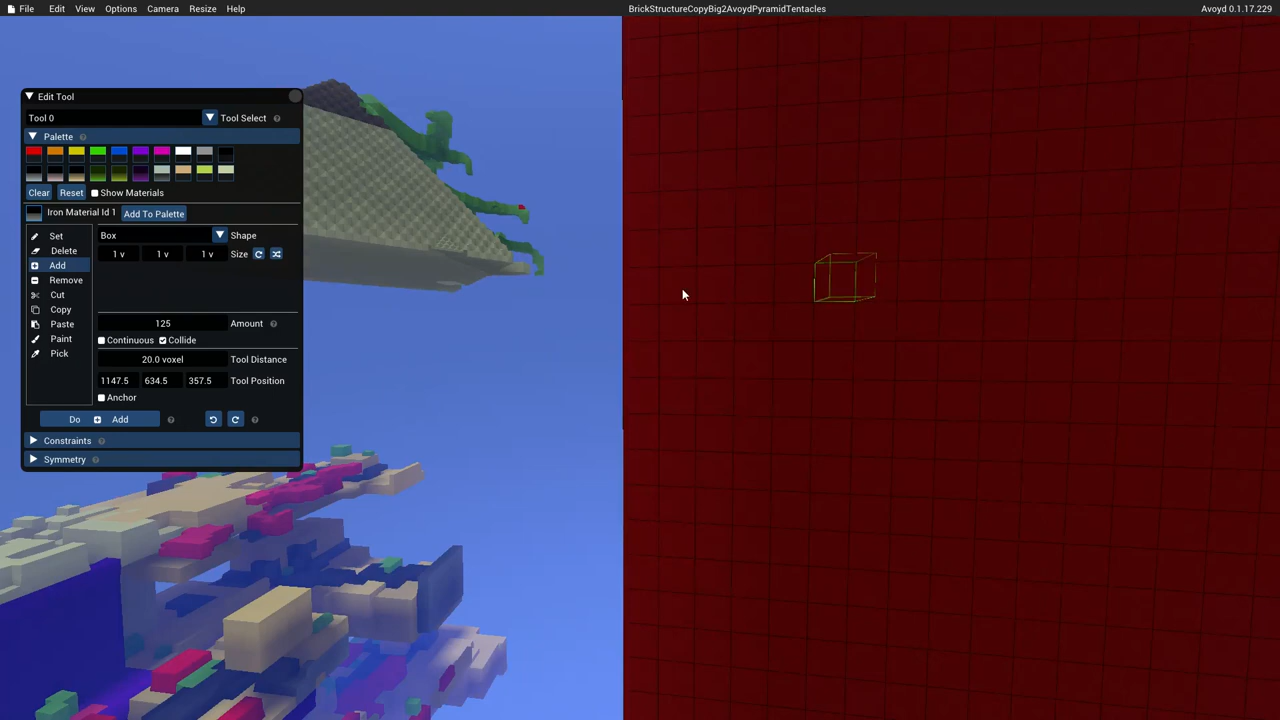 File Edit View Options Camera Resize Help BrickStructureCopyBig2AvoydPyramidTentacles Avoyd 0.1.17.229
Edit Tool
Tool 0 Tool Select ?
Palette ?
Clear Reset Show Materials
Iron Material Id 1 Add To Palette
Set Box Shape
Delete 1 v 1 v 1 v Size
Add
Remove
Cut
Copy
Paste 125 Amount ?
Paint Continuous Collide
Pick 20.0 voxel Tool Distance
1147.5 634.5 357.5 Tool Position
Anchor
Do Add ? ?
Constraints ?
Symmetry ?